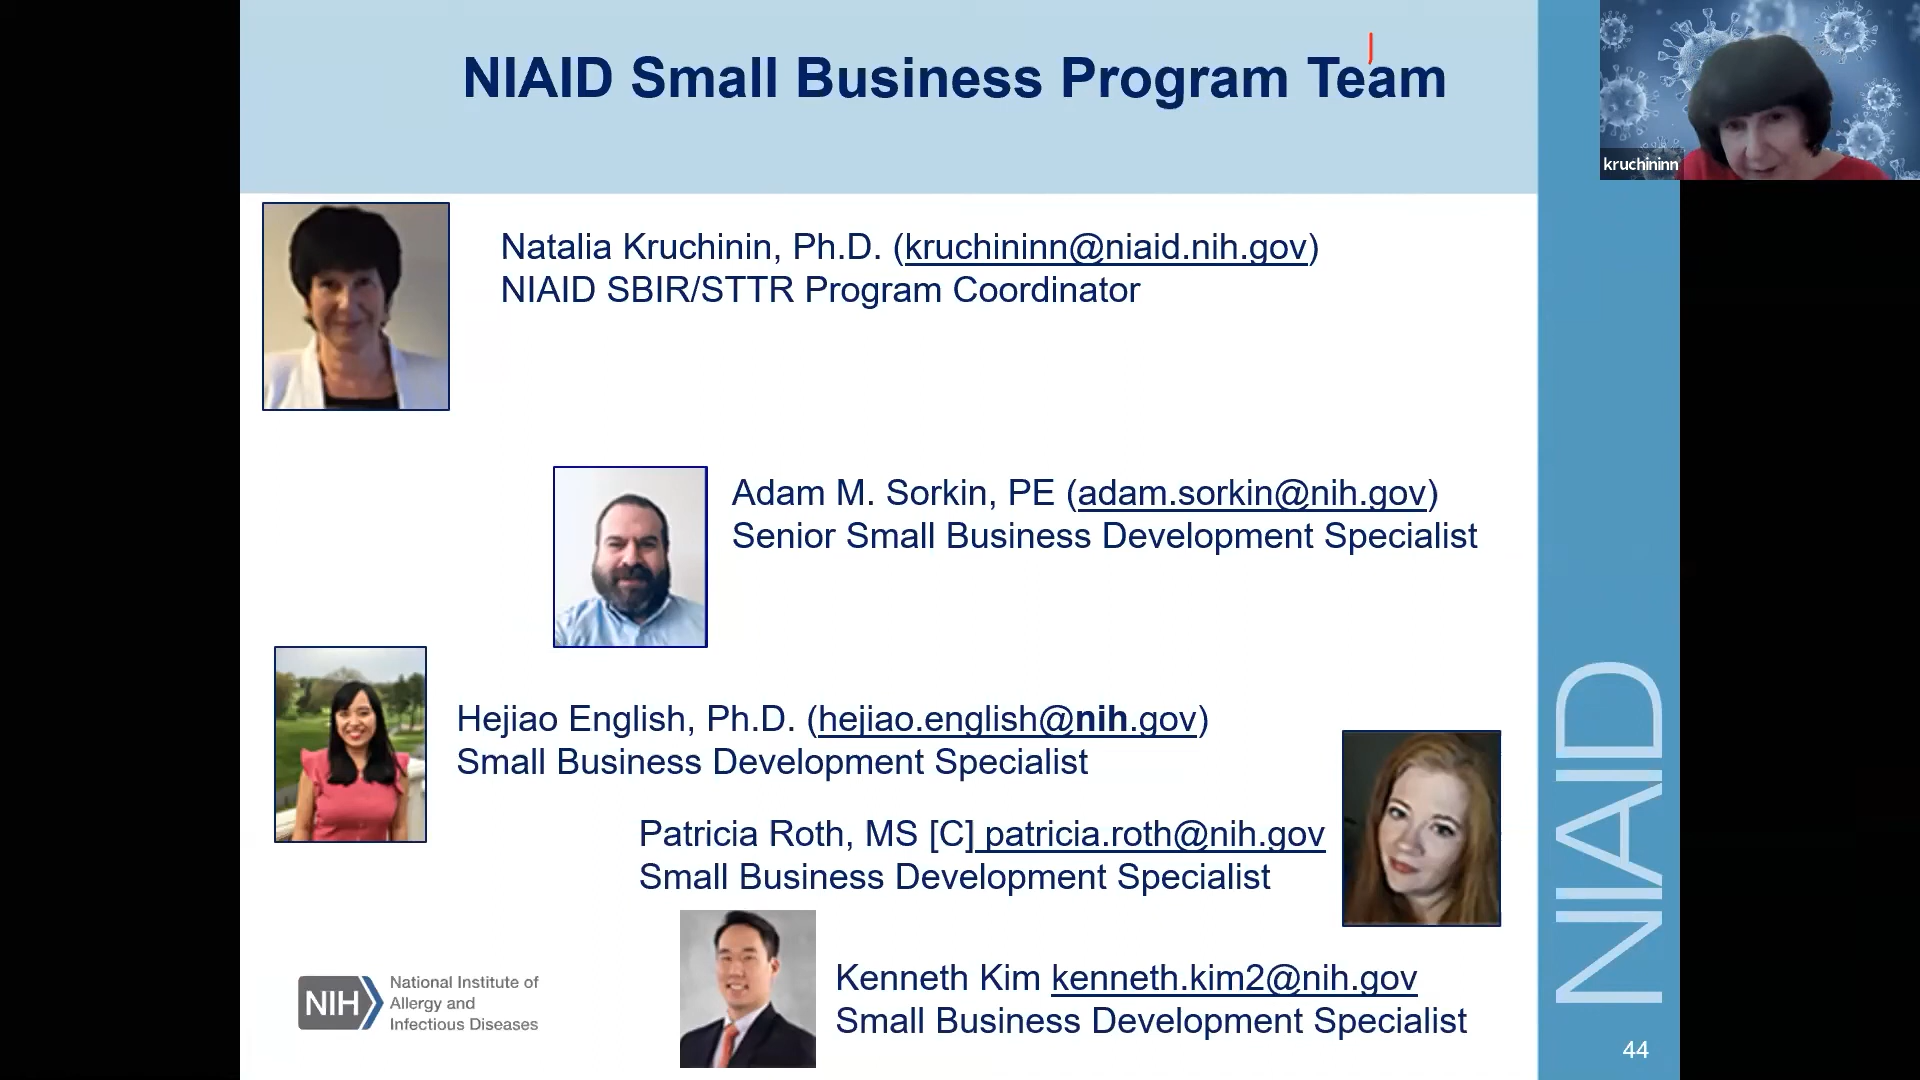 NIAID Small Business Program Team
kruchininn
Natalia Kruchinin, Ph.D. (kruchininn@niaid.nih.gov)
NIAID SBIR/STTR Program Coordinator
Adam M. Sorkin, PE (adam.sorkin@nih.gov)
Senior Small Business Development Specialist
Hejiao English, Ph.D. (hejiao.english@nih.gov)
Small Business Development Specialist
Patricia Roth, MS [C] patricia.roth@nih.gov
Small Business Development Specialist
Kenneth Kim kenneth.kim2@nih.gov
Small Business Development Specialist
NIH
National Institute of
Allergy and
Infectious Diseases
NIAID
44